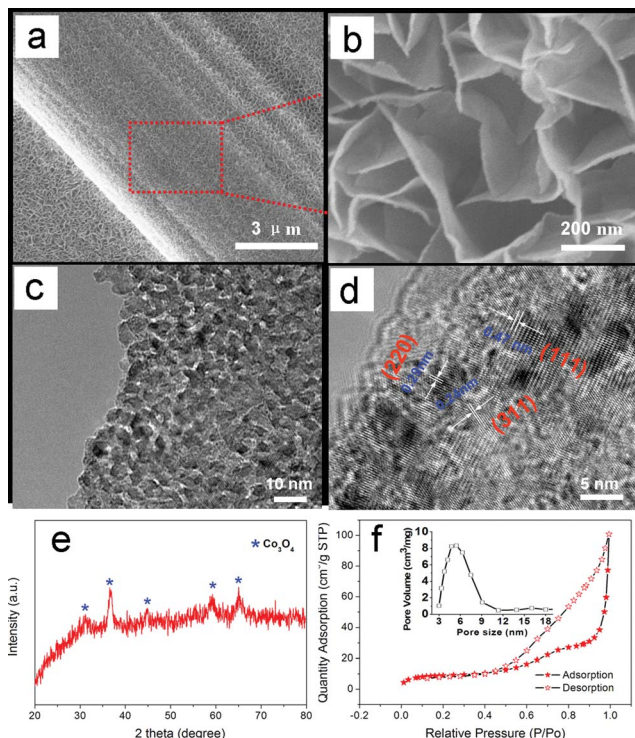 a
3 μm
b
200 nm
c
10 nm
d
(220)
0.47 nm
(111)
0.29nm
0.24nm
(311)
5 nm
e
* Co3O4
Intensity (a.u.)
20 30 40 50 60 70 80
2 theta (degree)
f
Quantity Adsorption (cm³/g STP)
100
80
60
40
20
0
Pore Volume (cm³/mg)
10
8
6
4
2
0
3 6 9 12 15 18
Pore size (nm)
Adsorption
Desorption
0.0 0.2 0.4 0.6 0.8 1.0
Relative Pressure (P/Po)